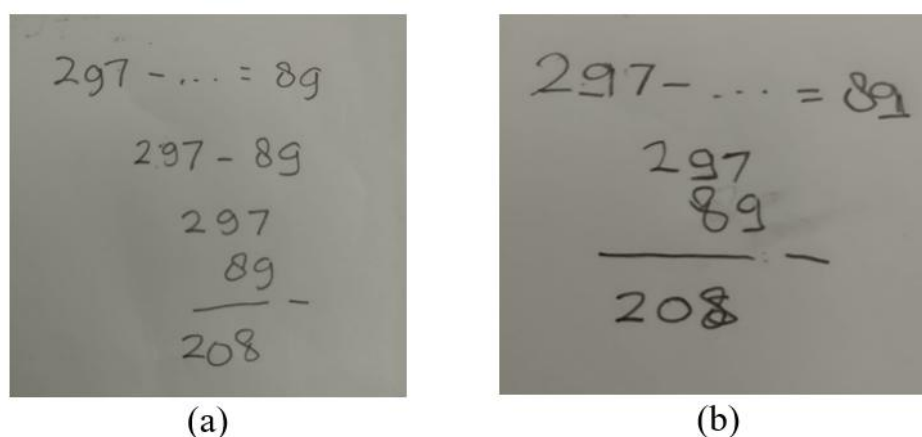 297 - ... = 89
297 - 89
297
89
-
208
(a)
297 - ... = 89
297
89
-
208
(b)